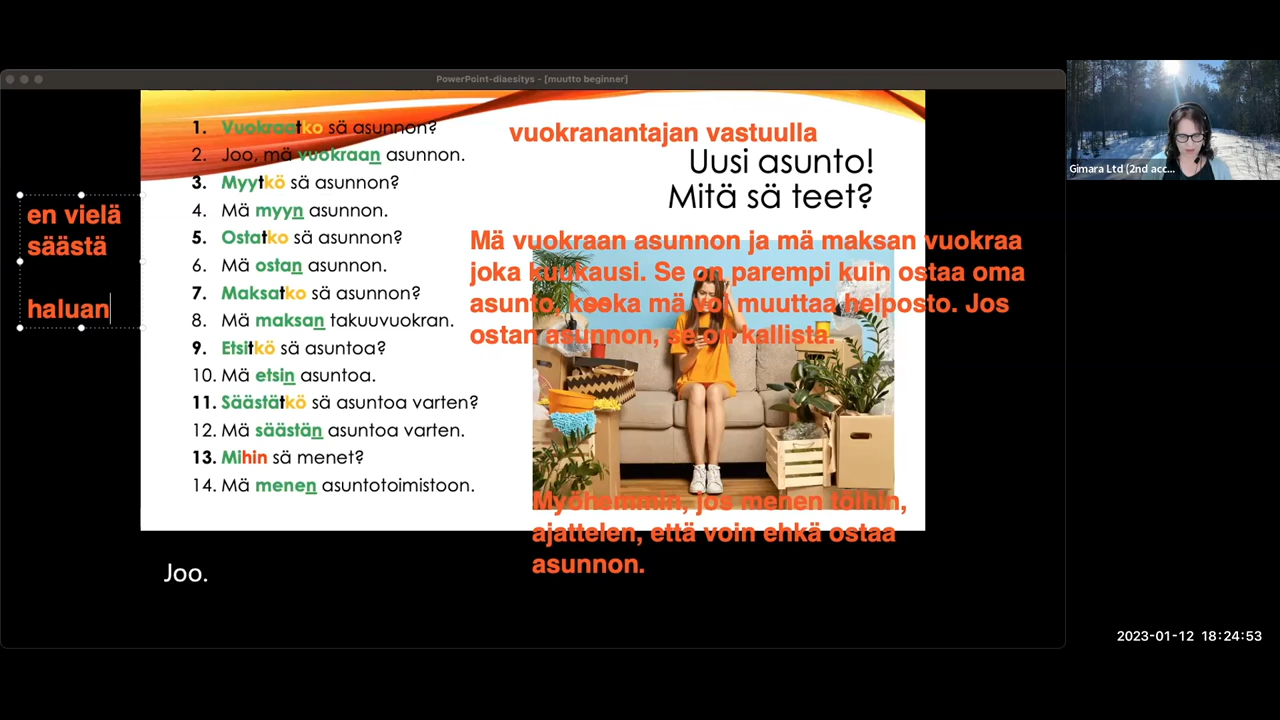 PowerPoint-diaesitys - [muutto beginner]
1. Vuokraatko sä asunnon?
2. Joo, mä vuokraan asunnon.
3. Myytkö sä asunnon?
4. Mä myyn asunnon.
5. Ostatko sä asunnon?
6. Mä ostan asunnon.
7. Maksatko sä asunnon?
8. Mä maksan takuuvuokran.
9. Etsitkö sä asuntoa?
10. Mä etsin asuntoa.
11. Säästätkö sä asuntoa varten?
12. Mä säästän asuntoa varten.
13. Mihin sä menet?
14. Mä menen asuntotoimistoon.
vuokranantajan vastuulla
Uusi asunto!
Mitä sä teet?
en vielä
säästä
haluan
Mä vuokraan asunnon ja mä maksan vuokraa
joka kuukausi. Se on parempi kuin ostaa oma
asunto, mä voi muuttaa helposto. Jos
ostan asunnon, se on kallista.
Myöhemmin, jos menen töihin,
ajattelen, että voin ehkä ostaa
asunnon.
Joo.
Gimara Ltd (2nd acc...
2023-01-12 18:24:53